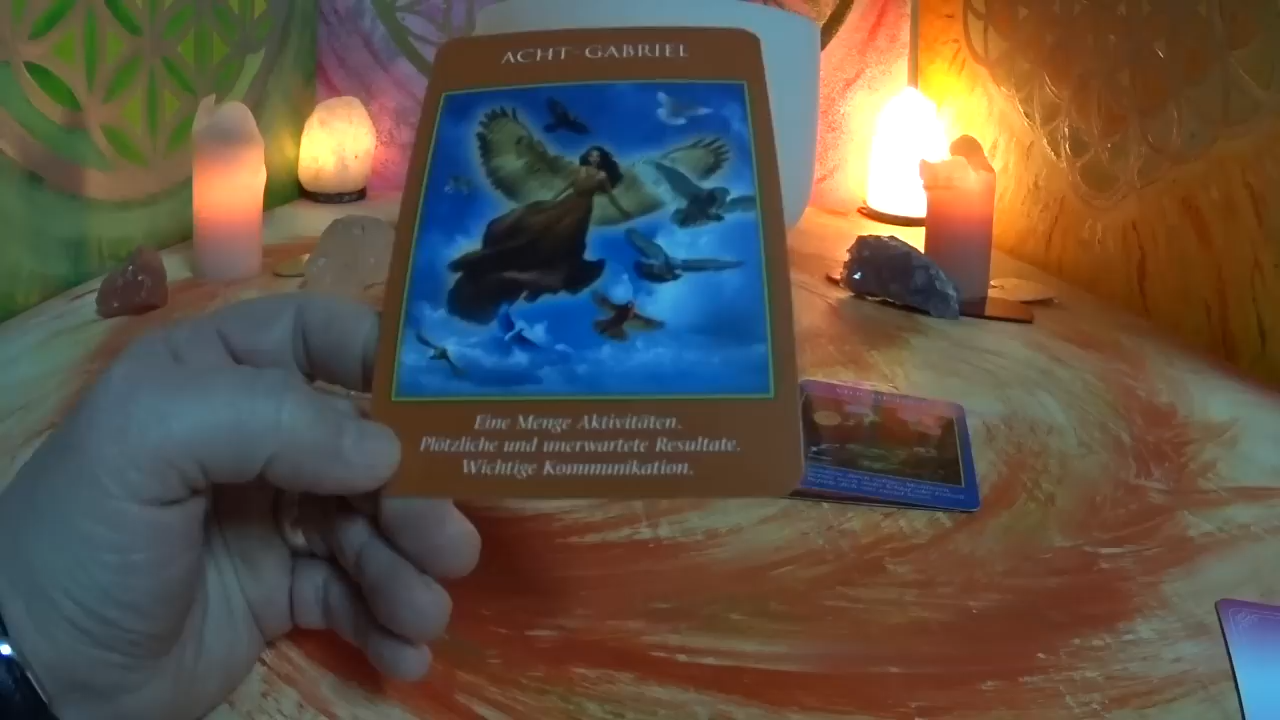 ACHT - GABRIEL
Eine Menge Aktivitäten.
Plötzliche und unerwartete Resultate.
Wichtige Kommunikation.